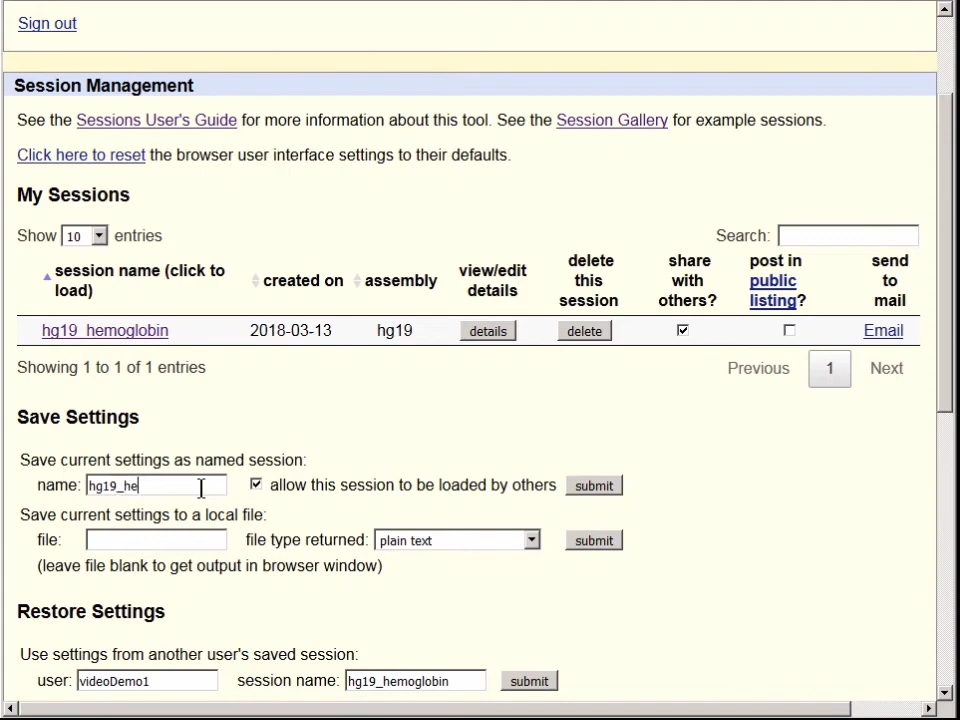 Sign out
Session Management
See the Sessions User's Guide for more information about this tool. See the Session Gallery for example sessions.
Click here to reset the browser user interface settings to their defaults.
My Sessions
Show 10 entries Search:
session name (click to load) created on assembly view/edit details delete this session share with others? post in public listing? send to mail
hg19_hemoglobin 2018-03-13 hg19 details delete Email
Showing 1 to 1 of 1 entries Previous 1 Next
Save Settings
Save current settings as named session:
name: hg19_he allow this session to be loaded by others submit
Save current settings to a local file:
file: file type returned: plain text submit
(leave file blank to get output in browser window)
Restore Settings
Use settings from another user's saved session:
user: videoDemo1 session name: hg19_hemoglobin submit